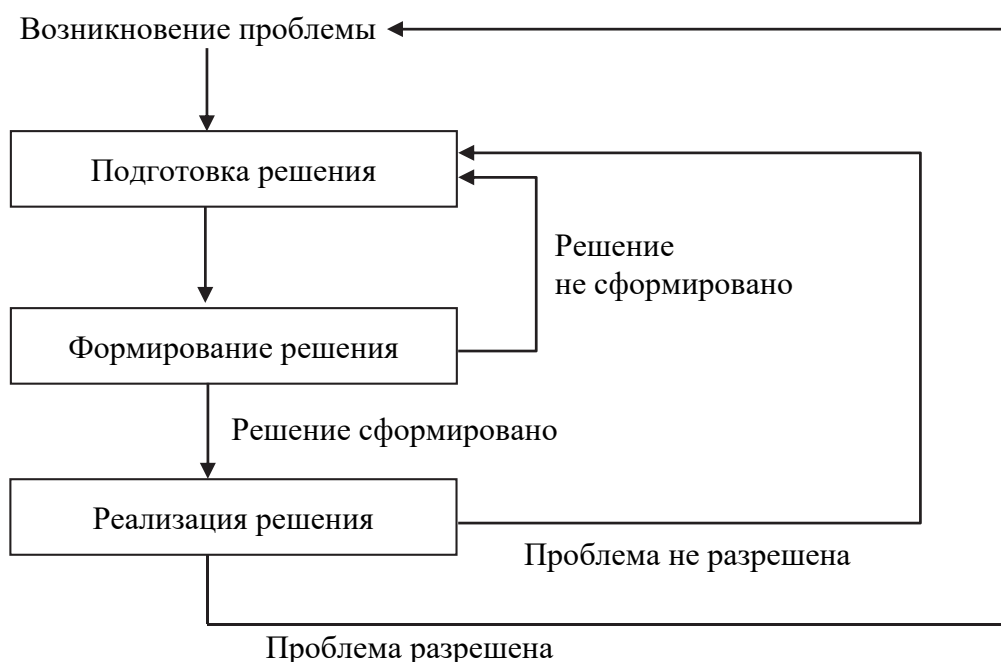 Возникновение проблемы
Подготовка решения
Решение
не сформировано
Формирование решения
Решение сформировано
Реализация решения
Проблема не разрешена
Проблема разрешена